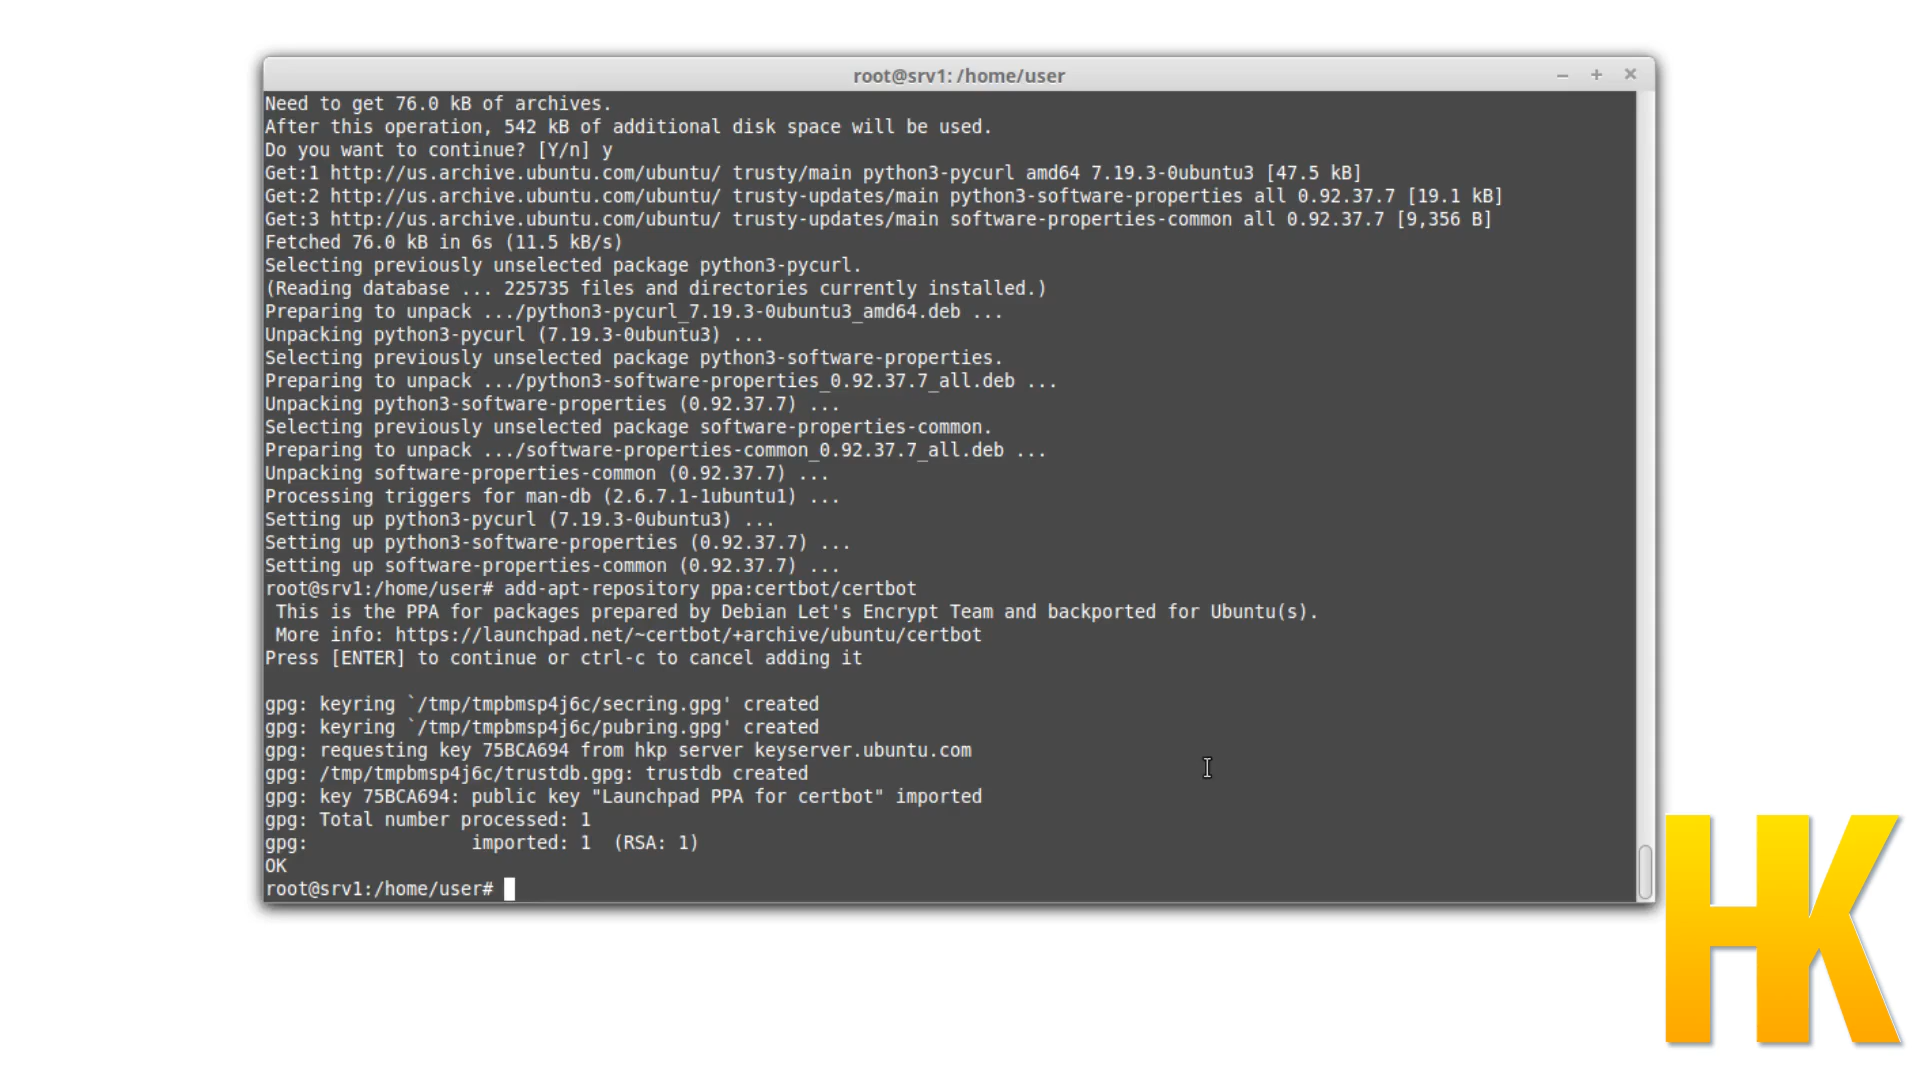 root@srv1: /home/user
Need to get 76.0 kB of archives.
After this operation, 542 kB of additional disk space will be used.
Do you want to continue? [Y/n] y
Get:1 http://us.archive.ubuntu.com/ubuntu/ trusty/main python3-pycurl amd64 7.19.3-0ubuntu3 [47.5 kB]
Get:2 http://us.archive.ubuntu.com/ubuntu/ trusty-updates/main python3-software-properties all 0.92.37.7 [19.1 kB]
Get:3 http://us.archive.ubuntu.com/ubuntu/ trusty-updates/main software-properties-common all 0.92.37.7 [9,356 B]
Fetched 76.0 kB in 6s (11.5 kB/s)
Selecting previously unselected package python3-pycurl.
(Reading database ... 225735 files and directories currently installed.)
Preparing to unpack .../python3-pycurl_7.19.3-0ubuntu3_amd64.deb ...
Unpacking python3-pycurl (7.19.3-0ubuntu3) ...
Selecting previously unselected package python3-software-properties.
Preparing to unpack .../python3-software-properties_0.92.37.7_all.deb ...
Unpacking python3-software-properties (0.92.37.7) ...
Selecting previously unselected package software-properties-common.
Preparing to unpack .../software-properties-common_0.92.37.7_all.deb ...
Unpacking software-properties-common (0.92.37.7) ...
Processing triggers for man-db (2.6.7.1-1ubuntu1) ...
Setting up python3-pycurl (7.19.3-0ubuntu3) ...
Setting up python3-software-properties (0.92.37.7) ...
Setting up software-properties-common (0.92.37.7) ...
root@srv1:/home/user# add-apt-repository ppa:certbot/certbot
This is the PPA for packages prepared by Debian Let's Encrypt Team and backported for Ubuntu(s).
More info: https://launchpad.net/~certbot/+archive/ubuntu/certbot
Press [ENTER] to continue or ctrl-c to cancel adding it
gpg: keyring `/tmp/tmpbmsp4j6c/secring.gpg' created
gpg: keyring `/tmp/tmpbmsp4j6c/pubring.gpg' created
gpg: requesting key 75BCA694 from hkp server keyserver.ubuntu.com
gpg: /tmp/tmpbmsp4j6c/trustdb.gpg: trustdb created
gpg: key 75BCA694: public key "Launchpad PPA for certbot" imported
gpg: Total number processed: 1
gpg:               imported: 1  (RSA: 1)
OK
root@srv1:/home/user#
HK